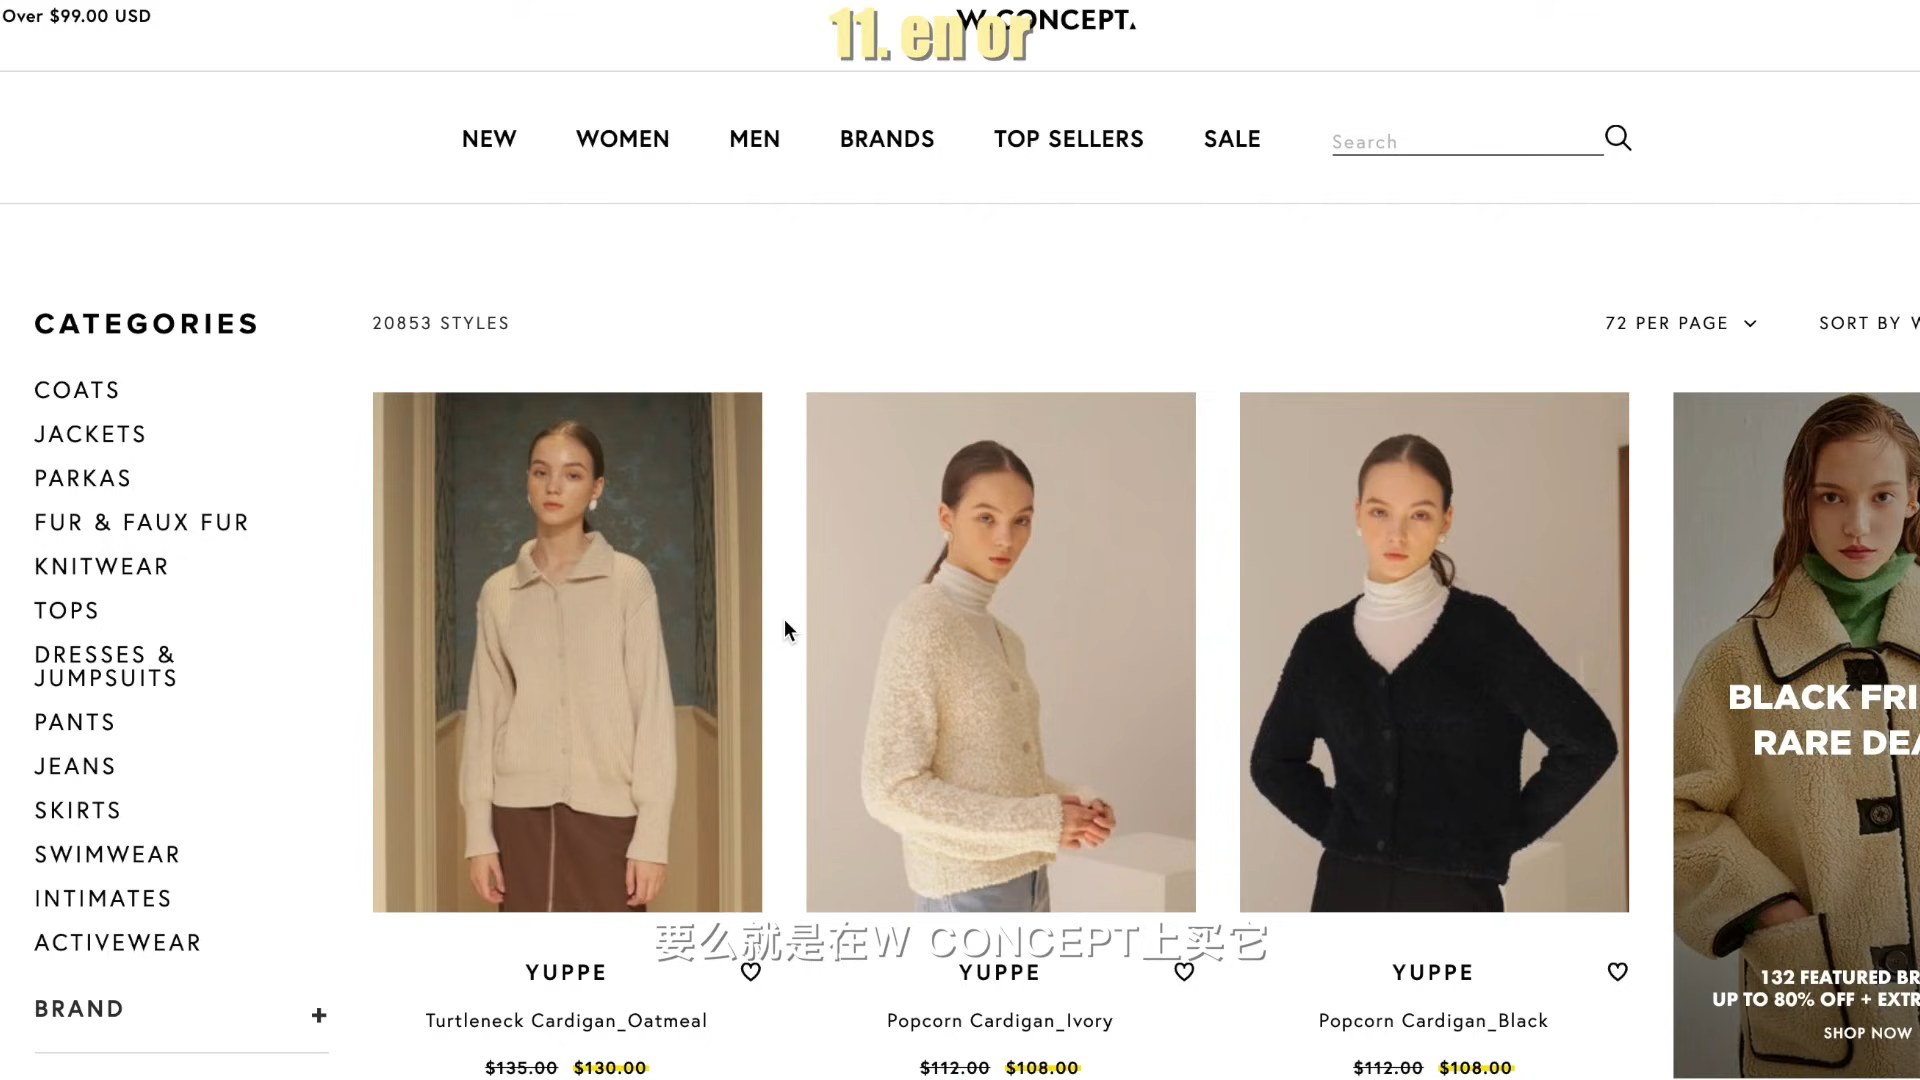 Over $99.00 USD
W CONCEPT.
11. en or
NEW WOMEN MEN BRANDS TOP SELLERS SALE Search
CATEGORIES
20853 STYLES
72 PER PAGE
SORT BY W
COATS
JACKETS
PARKAS
FUR & FAUX FUR
KNITWEAR
TOPS
DRESSES &
JUMPSUITS
PANTS
JEANS
SKIRTS
SWIMWEAR
INTIMATES
ACTIVEWEAR
BRAND +
BLACK FRI
RARE DEA
132 FEATURED BR
UP TO 80% OFF + EXTR
SHOP NOW
要么就是在W CONCEPT上买它
YUPPE
Turtleneck Cardigan_Oatmeal
$135.00 $130.00
YUPPE
Popcorn Cardigan_Ivory
$112.00 $108.00
YUPPE
Popcorn Cardigan_Black
$112.00 $108.00